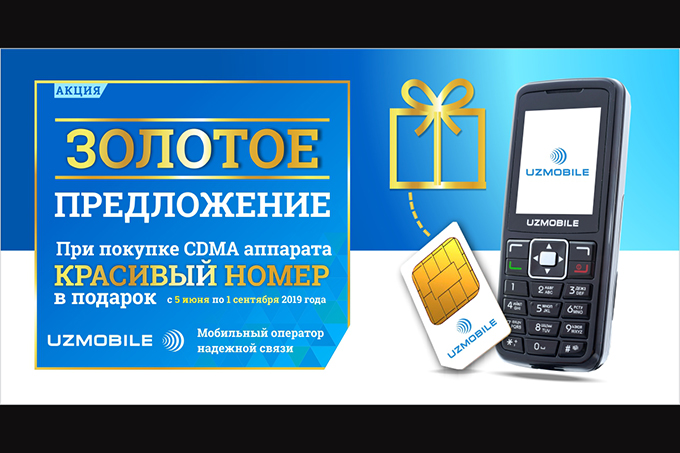 АКЦИЯ
ЗОЛОТОЕ
ПРЕДЛОЖЕНИЕ
При покупке CDMA аппарата
КРАСИВЫЙ НОМЕР
в подарок с 5 июня по 1 сентября 2019 года
UZMOBILE
Мобильный оператор
надежной связи
UZMOBILE
UZMOBILE
UZMOBILE